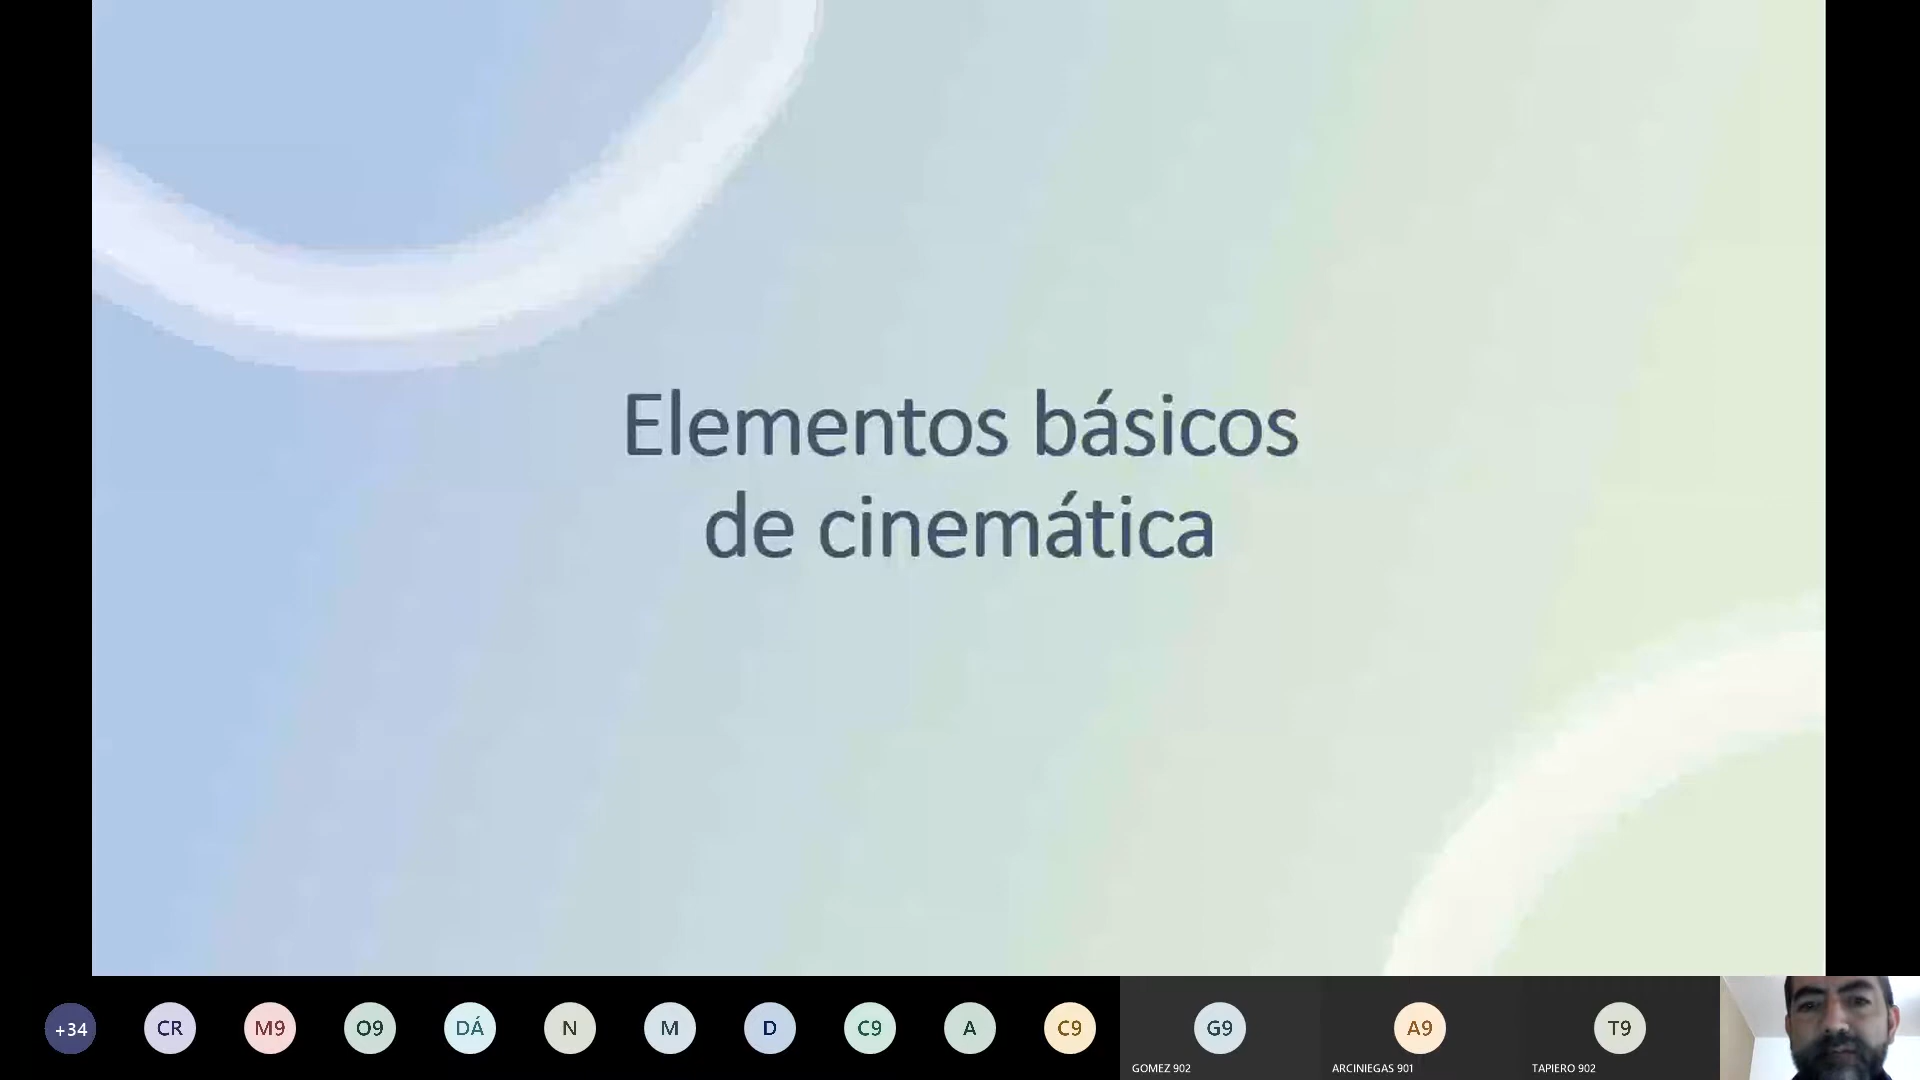 Elementos básicos
de cinemática
+34
CR
M9
O9
DÁ
N
M
D
C9
A
C9
G9
A9
T9
GOMEZ 902
ARCINIEGAS 901
TAPIERO 902